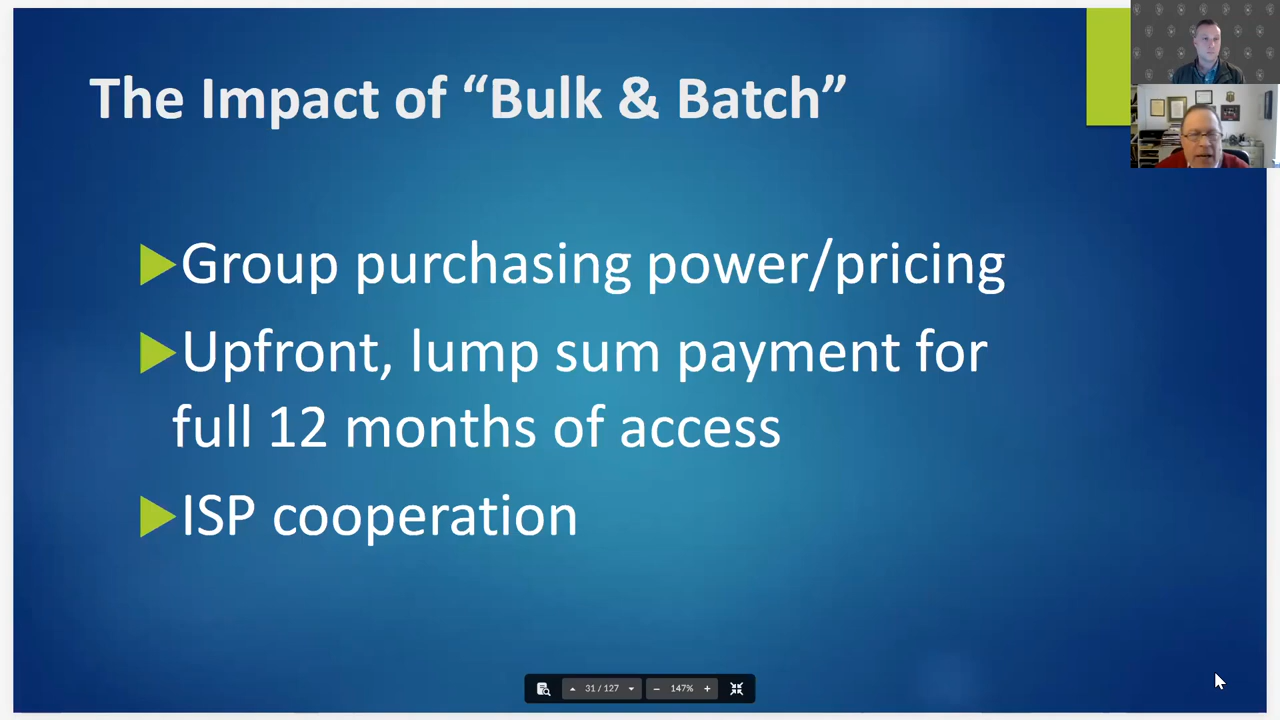 The Impact of “Bulk & Batch”
Group purchasing power/pricing
Upfront, lump sum payment for
full 12 months of access
ISP cooperation
31 / 127
147%